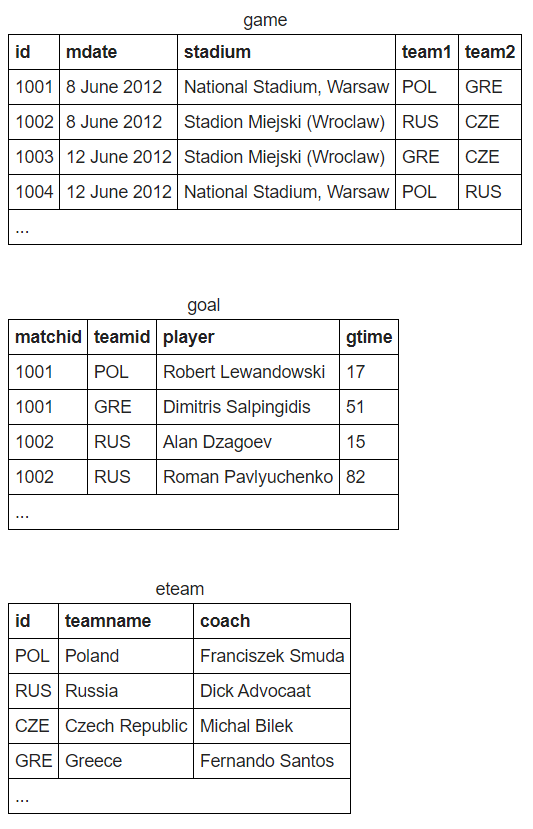 game
id mdate stadium team1 team2
1001 8 June 2012 National Stadium, Warsaw POL GRE
1002 8 June 2012 Stadion Miejski (Wroclaw) RUS CZE
1003 12 June 2012 Stadion Miejski (Wroclaw) GRE CZE
1004 12 June 2012 National Stadium, Warsaw POL RUS
...
goal
matchid teamid player gtime
1001 POL Robert Lewandowski 17
1001 GRE Dimitris Salpingidis 51
1002 RUS Alan Dzagoev 15
1002 RUS Roman Pavlyuchenko 82
...
eteam
id teamname coach
POL Poland Franciszek Smuda
RUS Russia Dick Advocaat
CZE Czech Republic Michal Bilek
GRE Greece Fernando Santos
...